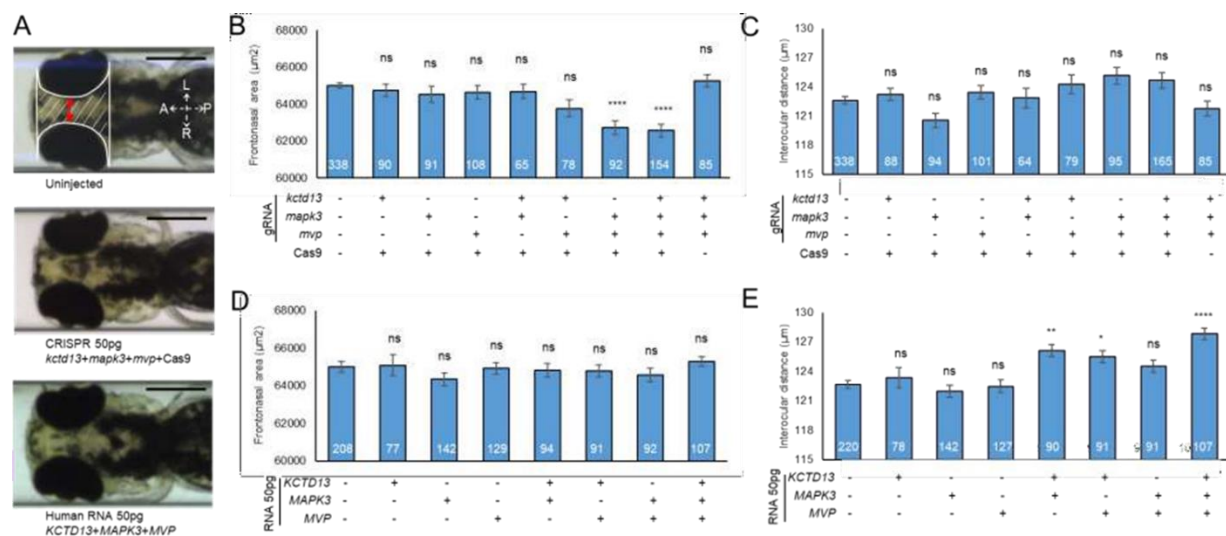 A
L
A P
R
Uninjected
CRISPR 50pg
kctd13+mapk3+mvp+Cas9
Human RNA 50pg
KCTD13+MAPK3+MVP
B
Frontonasal area (µm2)
68000
66000
64000
62000
60000
ns ns ns ns ns **** **** ns
338 90 91 108 65 78 92 154 85
gRNA
kctd13 - + - - + + - + +
mapk3 - - + - + - + + +
mvp - - - + - + + + +
Cas9 - + + + + + + + -
C
Interocular distance (µm)
130
127
124
121
118
115
ns ns ns ns ns ns ns ns
338 88 94 101 64 79 95 165 85
gRNA
kctd13 - + - - + + - + +
mapk3 - - + - + - + + +
mvp - - - + - + + + +
Cas9 - + + + + + + + -
D
Frontonasal area (µm2)
68000
66000
64000
62000
60000
ns ns ns ns ns ns ns
208 77 142 129 94 91 92 107
RNA 50pg
KCTD13 - + - - + + - +
MAPK3 - - + - + - + +
MVP - - - + - + + +
E
Interocular distance (µm)
130
127
124
121
118
115
ns ns ns ** * ns ****
220 78 142 127 90 91 91 107
RNA 50pg
KCTD13 - + - - + + - +
MAPK3 - - + - + - + +
MVP - - - + - + + +